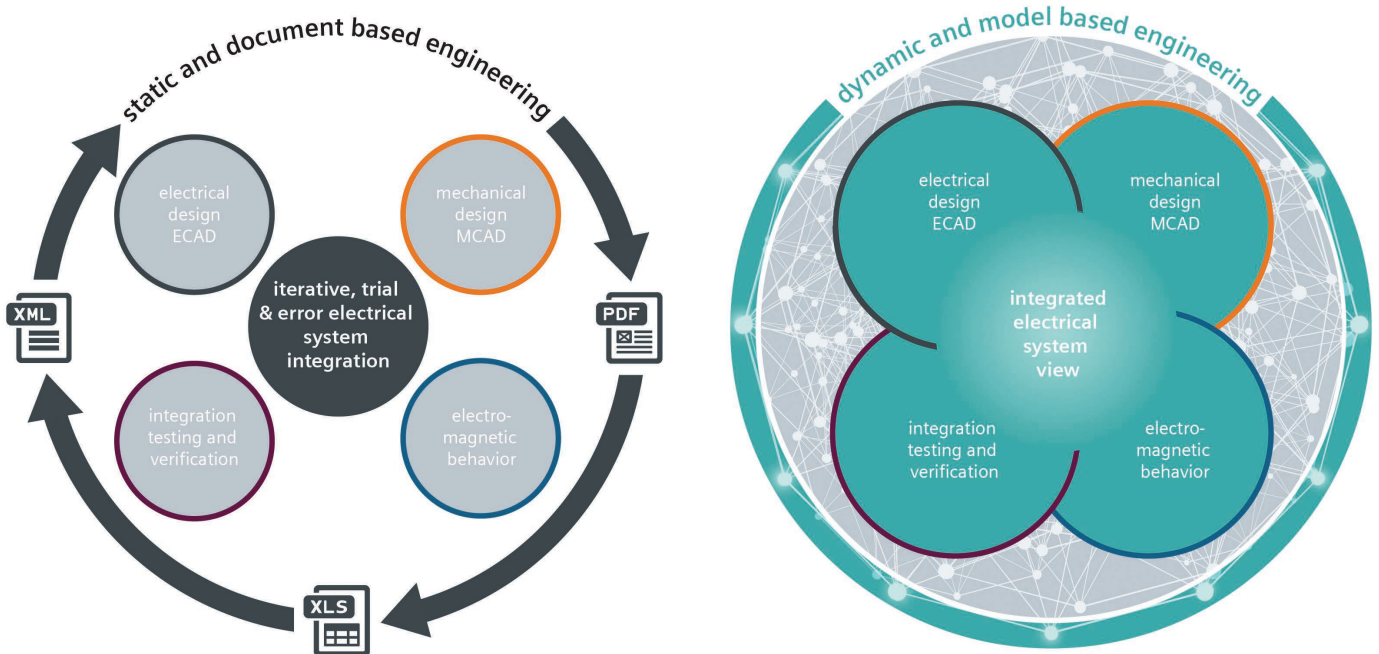 static and document based engineering
electrical
design
ECAD
mechanical
design
MCAD
iterative, trial
& error electrical
system
integration
XML
PDF
integration
testing and
verification
electro-
magnetic
behavior
XLS
dynamic and model based engineering
electrical
design
ECAD
mechanical
design
MCAD
integrated
electrical
system
view
integration
testing and
verification
electro-
magnetic
behavior